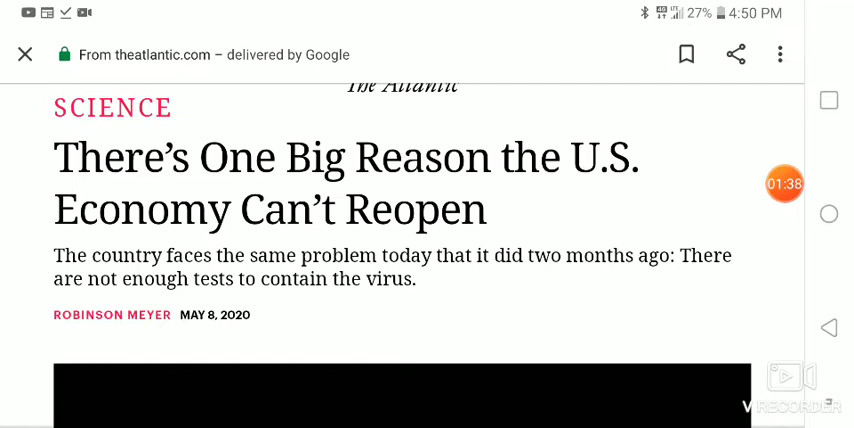 27% 4:50 PM
From theatlantic.com – delivered by Google
The Atlantic
SCIENCE
There's One Big Reason the U.S.
Economy Can't Reopen
01:38
The country faces the same problem today that it did two months ago: There
are not enough tests to contain the virus.
ROBINSON MEYER MAY 8, 2020
VRECORDER